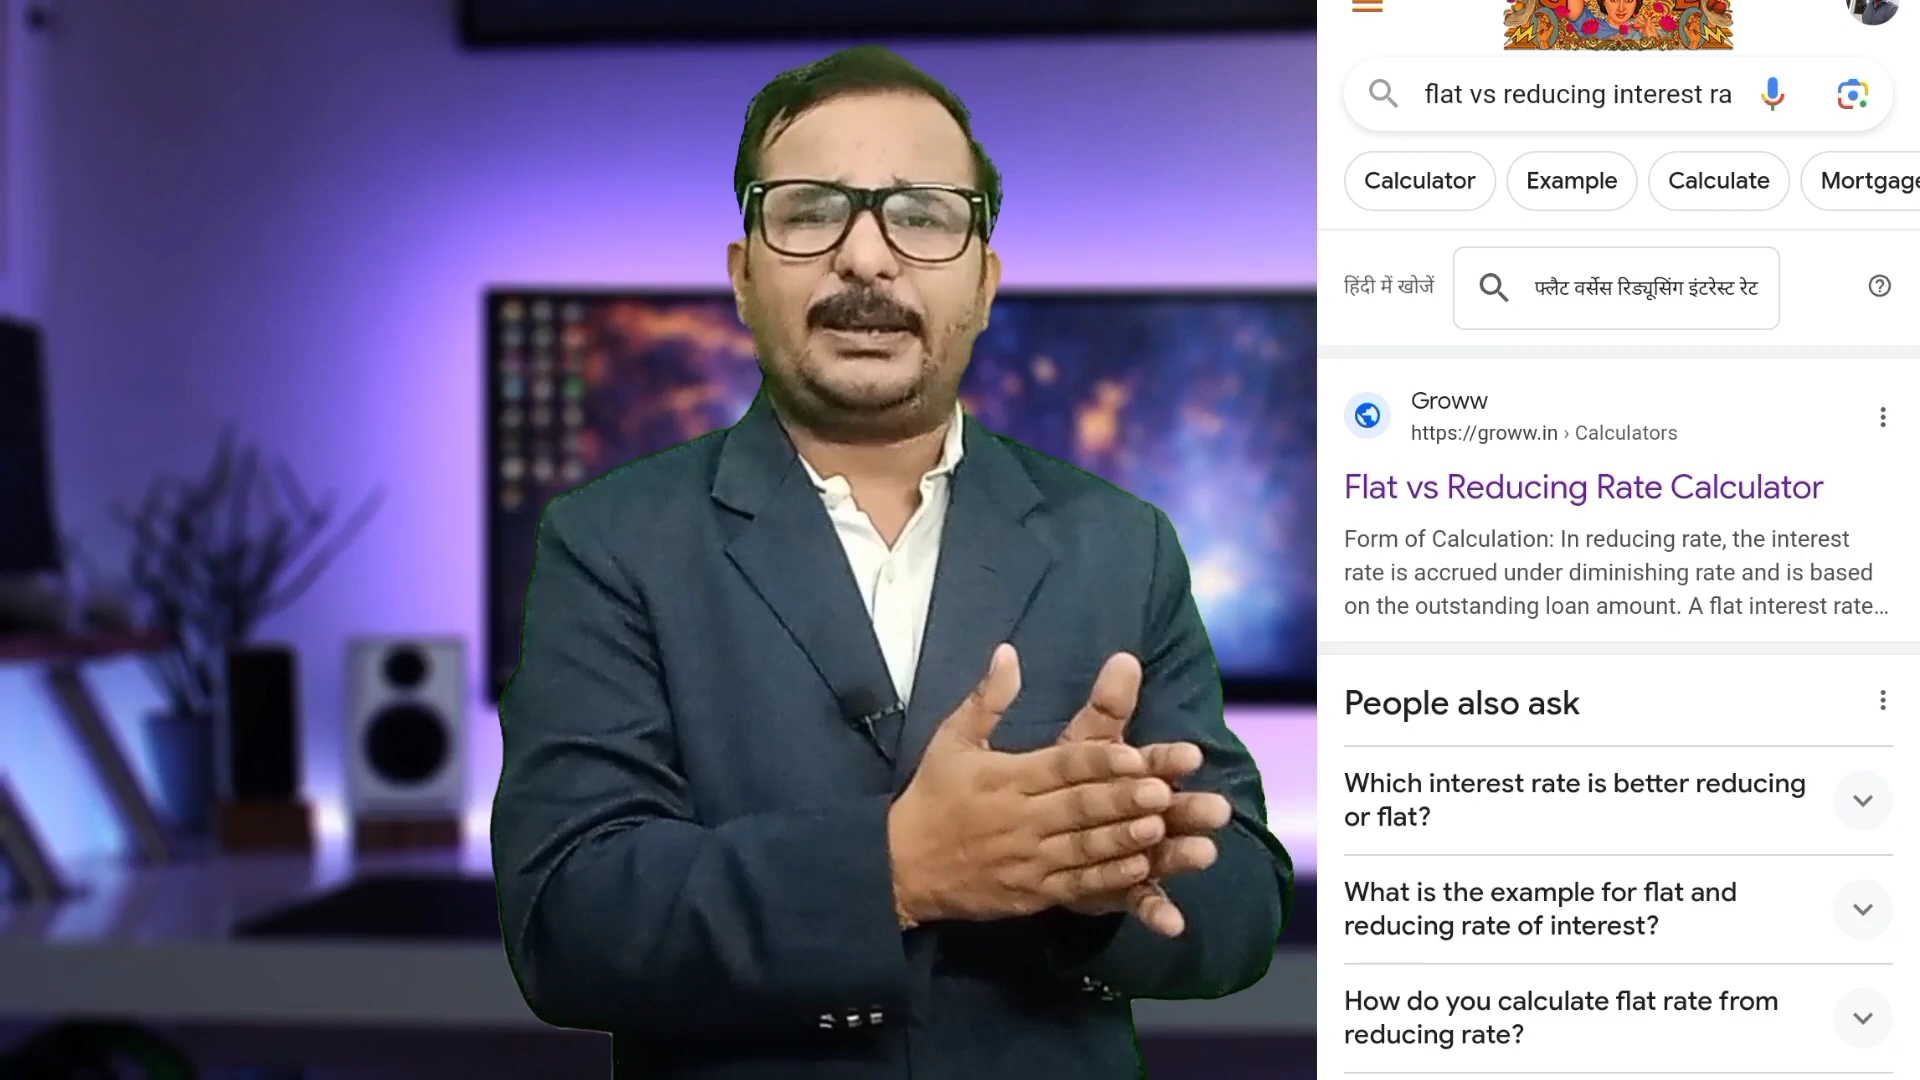 flat vs reducing interest ra
Calculator
Example
Calculate
Mortgage
हिंदी में खोजें
फ्लैट वर्सेस रिड्यूसिंग इंटरेस्ट रेट
Groww
https://groww.in › Calculators
Flat vs Reducing Rate Calculator
Form of Calculation: In reducing rate, the interest
rate is accrued under diminishing rate and is based
on the outstanding loan amount. A flat interest rate...
People also ask
Which interest rate is better reducing
or flat?
What is the example for flat and
reducing rate of interest?
How do you calculate flat rate from
reducing rate?